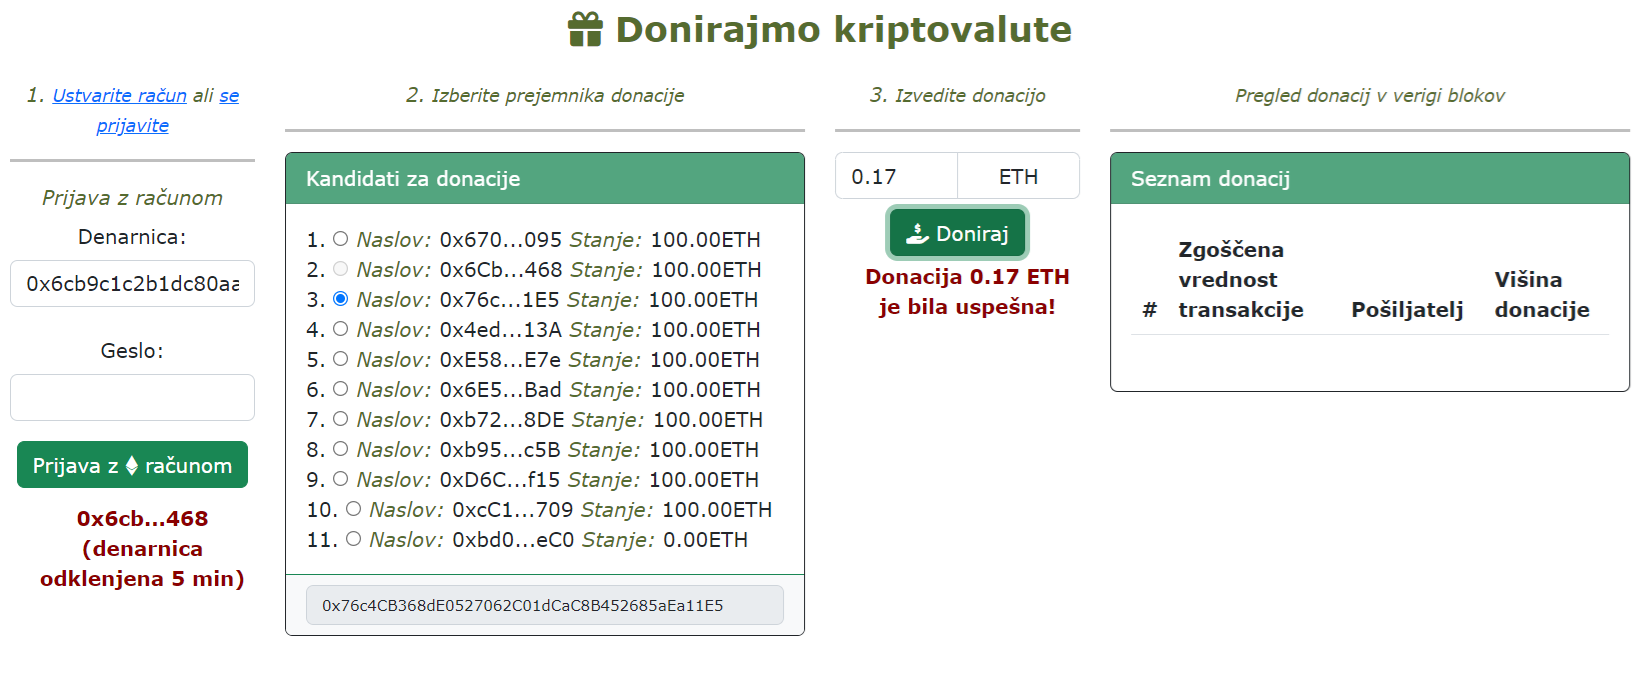 Donirajmo kriptovalute
1. Ustvarite račun ali se
prijavite
Prijava z računom
Denarnica:
0x6cb9c1c2b1dc80aa
Geslo:
Prijava z računom
0x6cb...468
(denarnica
odklenjena 5 min)
2. Izberite prejemnika donacije
Kandidati za donacije
1. Naslov: 0x670...095 Stanje: 100.00ETH
2. Naslov: 0x6Cb...468 Stanje: 100.00ETH
3. Naslov: 0x76c...1E5 Stanje: 100.00ETH
4. Naslov: 0x4ed...13A Stanje: 100.00ETH
5. Naslov: 0xE58...E7e Stanje: 100.00ETH
6. Naslov: 0x6E5...Bad Stanje: 100.00ETH
7. Naslov: 0xb72...8DE Stanje: 100.00ETH
8. Naslov: 0xb95...c5B Stanje: 100.00ETH
9. Naslov: 0xD6C...f15 Stanje: 100.00ETH
10. Naslov: 0xcC1...709 Stanje: 100.00ETH
11. Naslov: 0xbd0...eC0 Stanje: 0.00ETH
0x76c4CB368dE0527062C01dCaC8B452685aEa11E5
3. Izvedite donacijo
0.17 ETH
Doniraj
Donacija 0.17 ETH
je bila uspešna!
Pregled donacij v verigi blokov
Seznam donacij
#
Zgoščena
vrednost
transakcije
Pošiljatelj
Višina
donacije